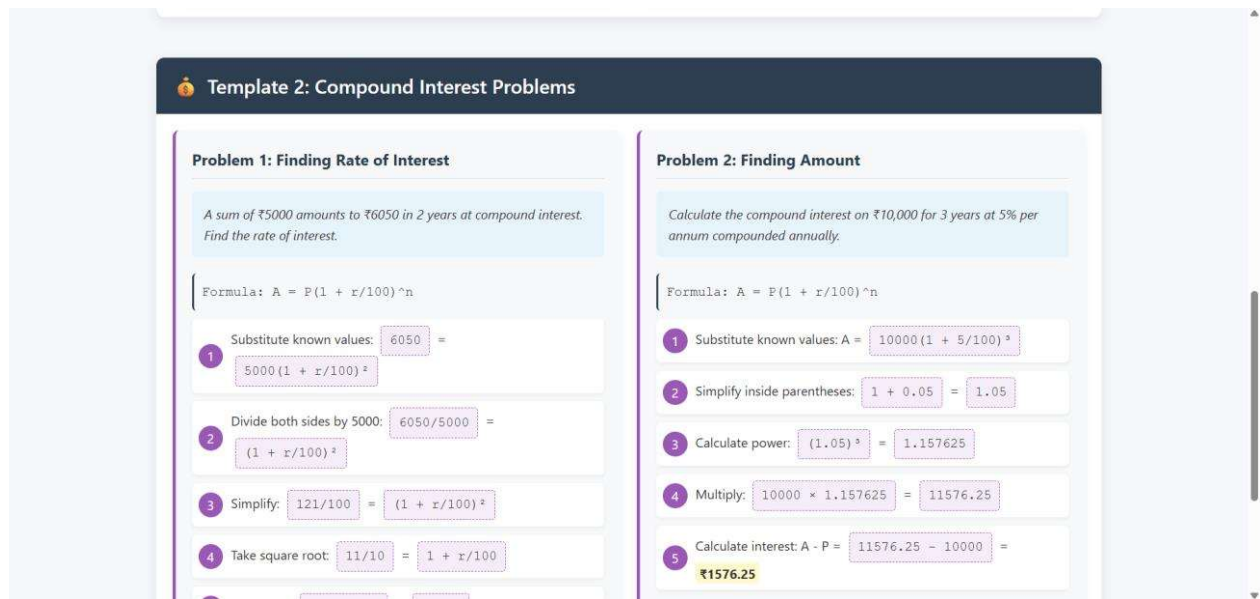 Template 2: Compound Interest Problems
Problem 1: Finding Rate of Interest
A sum of ₹5000 amounts to ₹6050 in 2 years at compound interest.
Find the rate of interest.
Formula: A = P(1 + r/100)^n
1 Substitute known values: 6050 =
5000(1 + r/100)²
2 Divide both sides by 5000: 6050/5000 =
(1 + r/100)²
3 Simplify: 121/100 = (1 + r/100)²
4 Take square root: 11/10 = 1 + r/100
Problem 2: Finding Amount
Calculate the compound interest on ₹10,000 for 3 years at 5% per
annum compounded annually.
Formula: A = P(1 + r/100)^n
1 Substitute known values: A = 10000(1 + 5/100)³
2 Simplify inside parentheses: 1 + 0.05 = 1.05
3 Calculate power: (1.05)³ = 1.157625
4 Multiply: 10000 × 1.157625 = 11576.25
5 Calculate interest: A - P = 11576.25 - 10000 =
₹1576.25